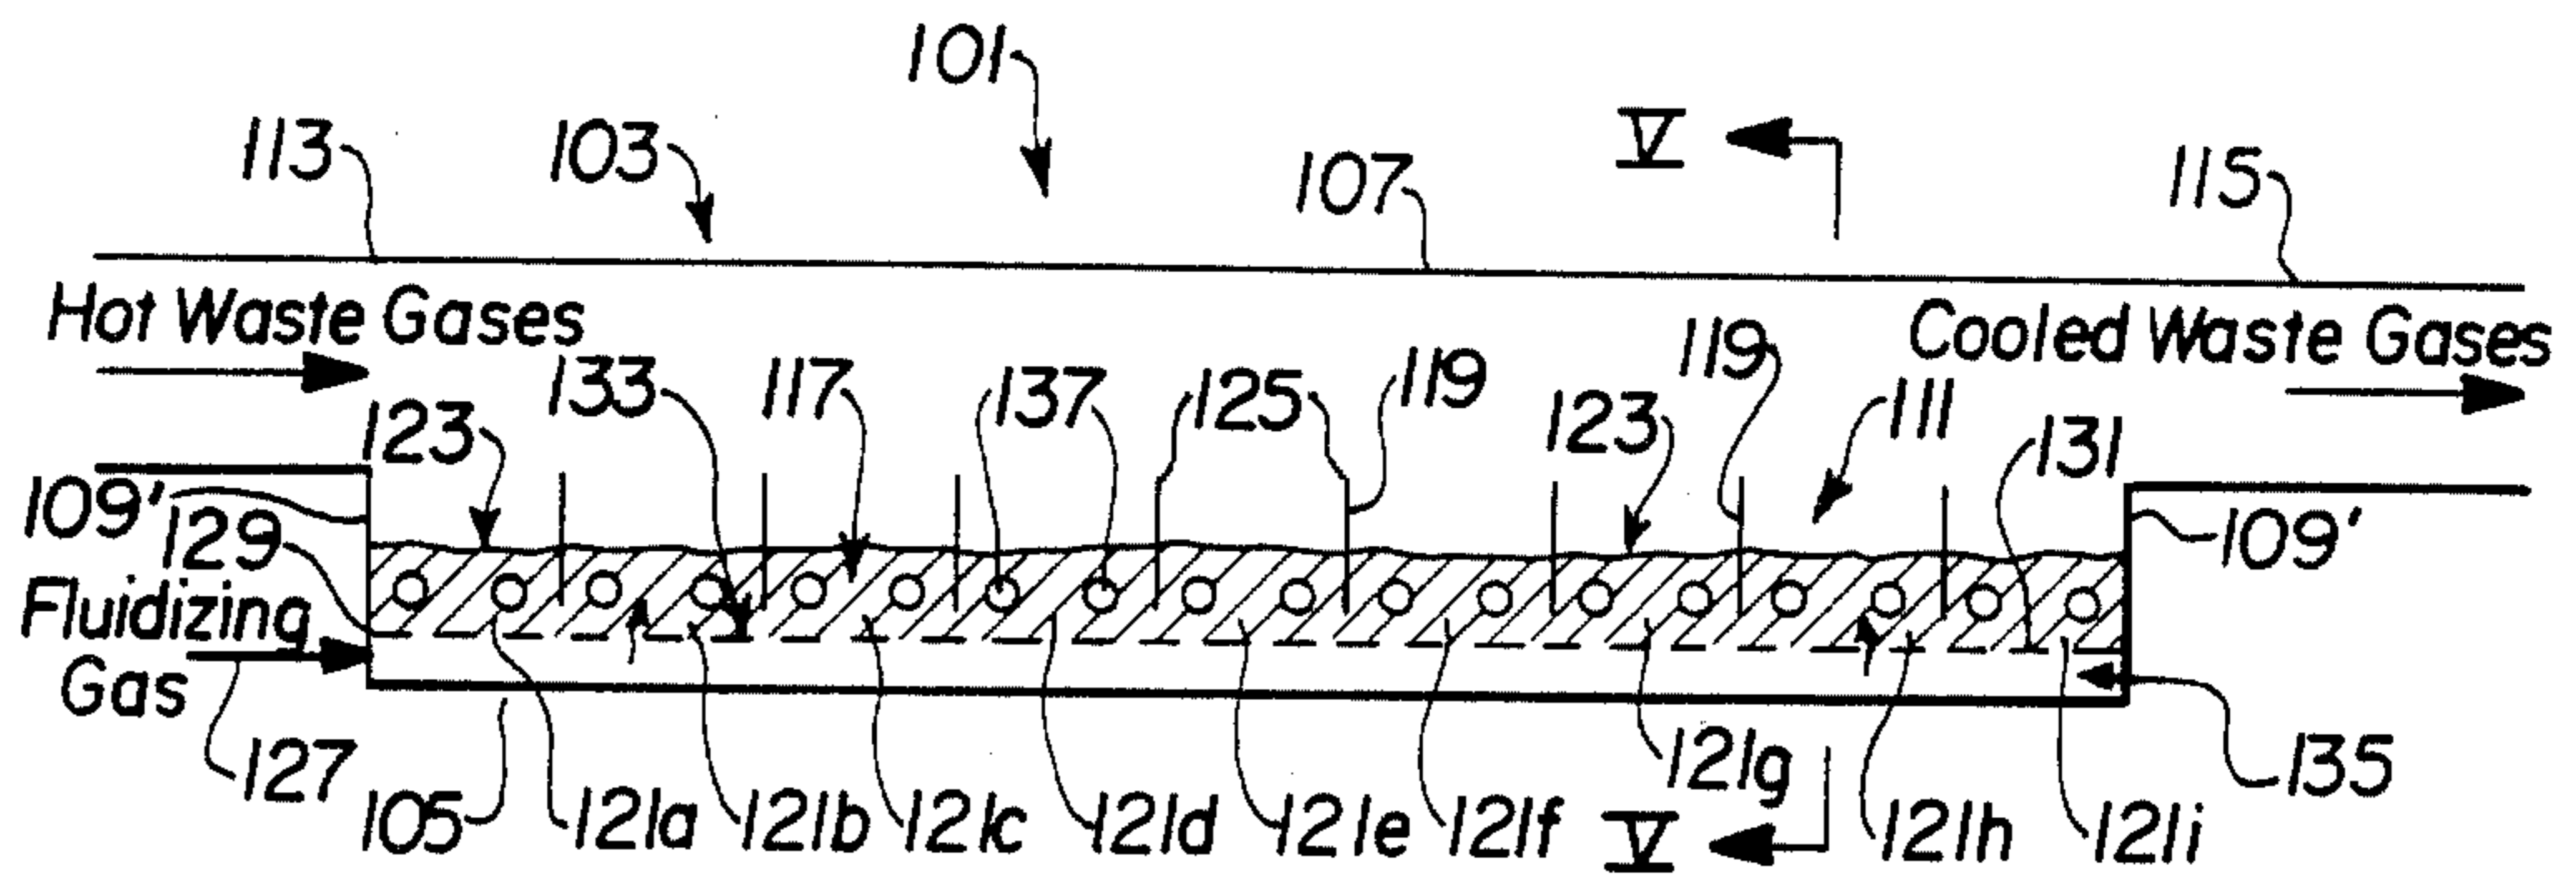 101
113
103
V
107
115
Hot Waste Gases
Cooled Waste Gases
133
117
137
125
119
123
119
111
131
123
109'
129
109'
Fluidizing
Gas
127
105
121a
121b
121c
121d
121e
121f
121g
V
121h
121i
135